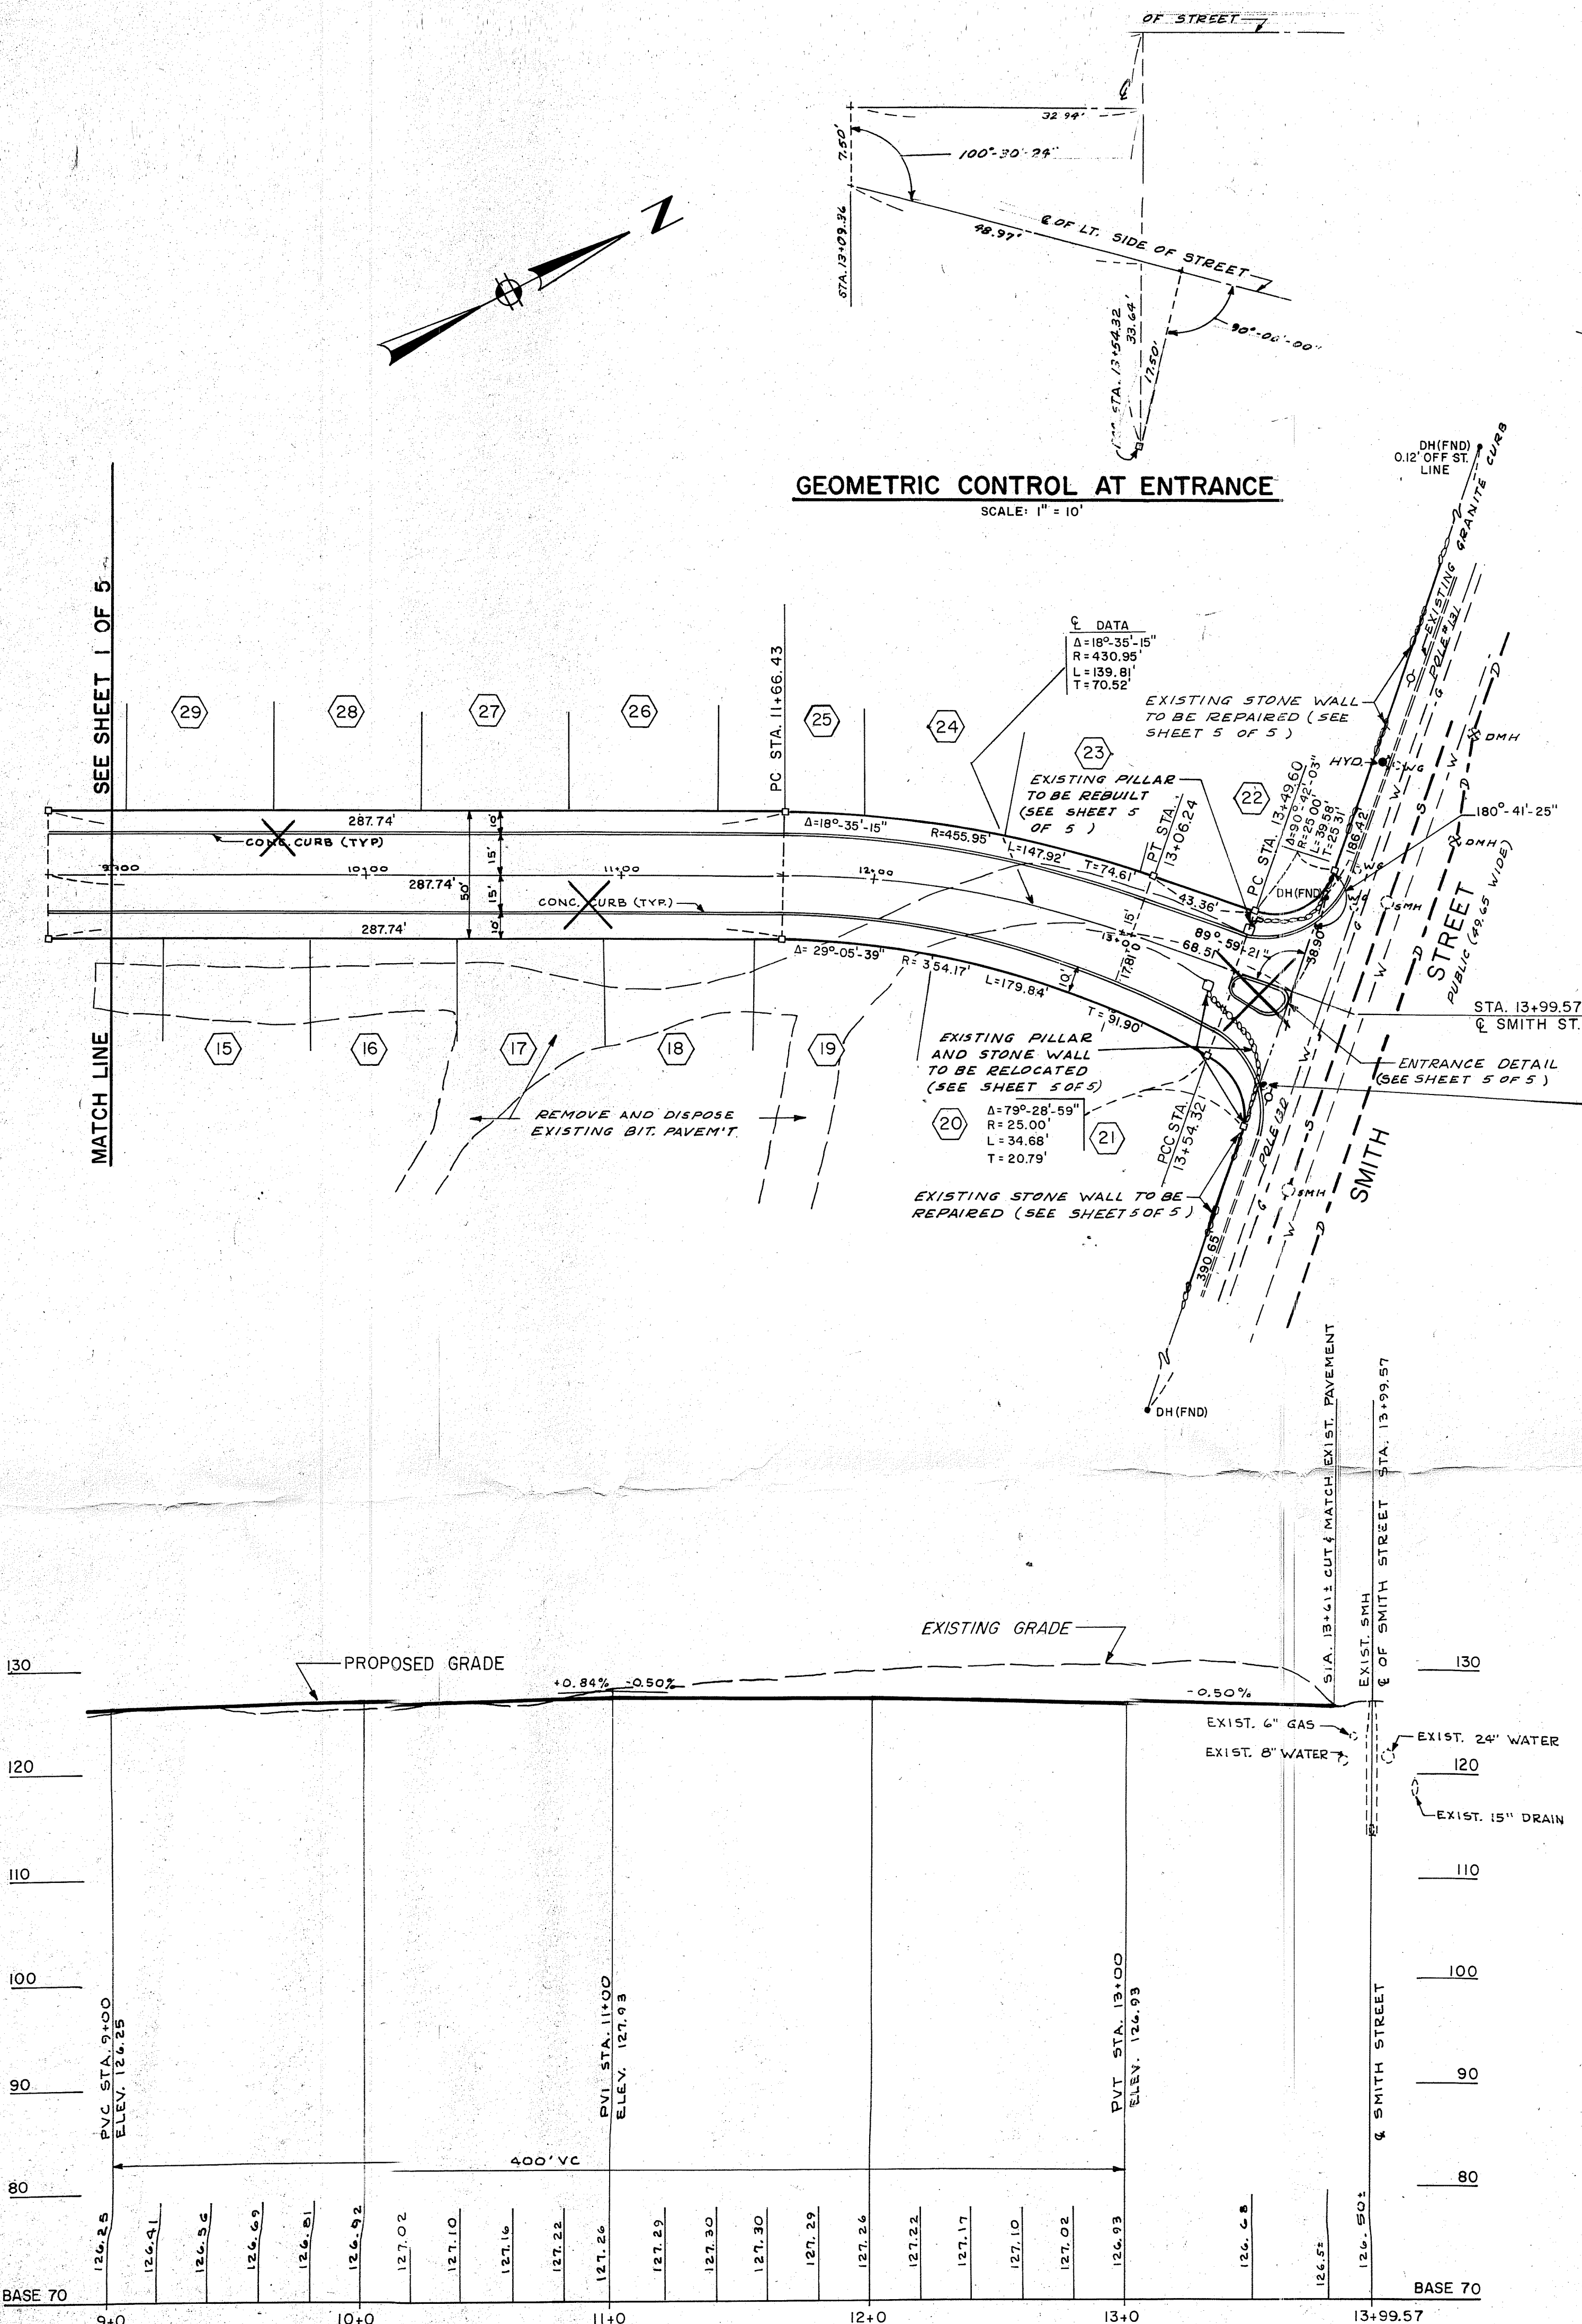 OF STREET
℄
32.94'
7.50'
100°-30'-24"
STA. 13+09.36
℄ OF LT. SIDE OF STREET
48.97'
STA. 13+54.32
33.64'
17.50'
90°-00'-00"
GEOMETRIC CONTROL AT ENTRANCE
SCALE: 1" = 10'
N
DH(FND)
0.12' OFF ST.
LINE
EXISTING GRANITE CURB
POLE #131
SEE SHEET 1 OF 5
MATCH LINE
℄ DATA
Δ=18°-35'-15"
R=430.95'
L=139.81'
T=70.52'
EXISTING STONE WALL
TO BE REPAIRED (SEE
SHEET 5 OF 5)
29
28
27
26
PC STA. 11+66.43
25
24
23
22
EXISTING PILLAR
TO BE REBUILT
(SEE SHEET 5
OF 5)
PT STA.
13+06.24
PC STA. 13+49.60
Δ=90°-42'-03"
R=25.00'
L=39.58'
T=25.31'
186.42'
HYD.
WG
DMH
180°-41'-25"
DMH
287.74'
CONC. CURB (TYP)
10'
15'
9+00
10+00
11+00
12+00
13+00
287.74'
50'
15'
10'
CONC. CURB (TYP.)
287.74'
Δ=18°-35'-15"
R=455.95'
L=147.92'
T=74.61'
43.36'
DH(FND)
WG
WG
SMH
89°-59'-21"
68.51'
58.90'
15'
17.81'
10'
Δ= 29°-05'-39"
R= 354.17'
L=179.84'
T= 91.90'
STREET
PUBLIC (49.65 WIDE)
STA. 13+99.57
℄ SMITH ST.
ENTRANCE DETAIL
(SEE SHEET 5 OF 5)
15
16
17
18
19
EXISTING PILLAR
AND STONE WALL
TO BE RELOCATED
(SEE SHEET 5 OF 5)
REMOVE AND DISPOSE
EXISTING BIT. PAVEM'T.
20
Δ=79°-28'-59"
R= 25.00'
L= 34.68'
T= 20.79'
21
PCC STA.
13+54.32
POLE 132
SMH
SMITH
EXISTING STONE WALL TO BE
REPAIRED (SEE SHEET 5 OF 5)
390.65'
DH(FND)
STA. 13+61± CUT & MATCH EXIST. PAVEMENT
EXIST. SMH
℄ OF SMITH STREET STA. 13+99.57
EXISTING GRADE
PROPOSED GRADE
130
130
+0.84% -0.50%
-0.50%
EXIST. 6" GAS
EXIST. 8" WATER
EXIST. 24" WATER
120
120
EXIST. 15" DRAIN
110
110
100
100
90
90
80
80
PVC STA. 9+00
ELEV. 126.25
PVI STA. 11+00
ELEV. 127.93
PVT STA. 13+00
ELEV. 126.93
℄ SMITH STREET
400' VC
126.25
126.41
126.56
126.69
126.81
126.92
127.02
127.10
127.16
127.22
127.26
127.29
127.30
127.30
127.29
127.26
127.22
127.17
127.10
127.02
126.93
126.68
126.5±
126.50±
BASE 70
BASE 70
9+0
10+0
11+0
12+0
13+0
13+99.57